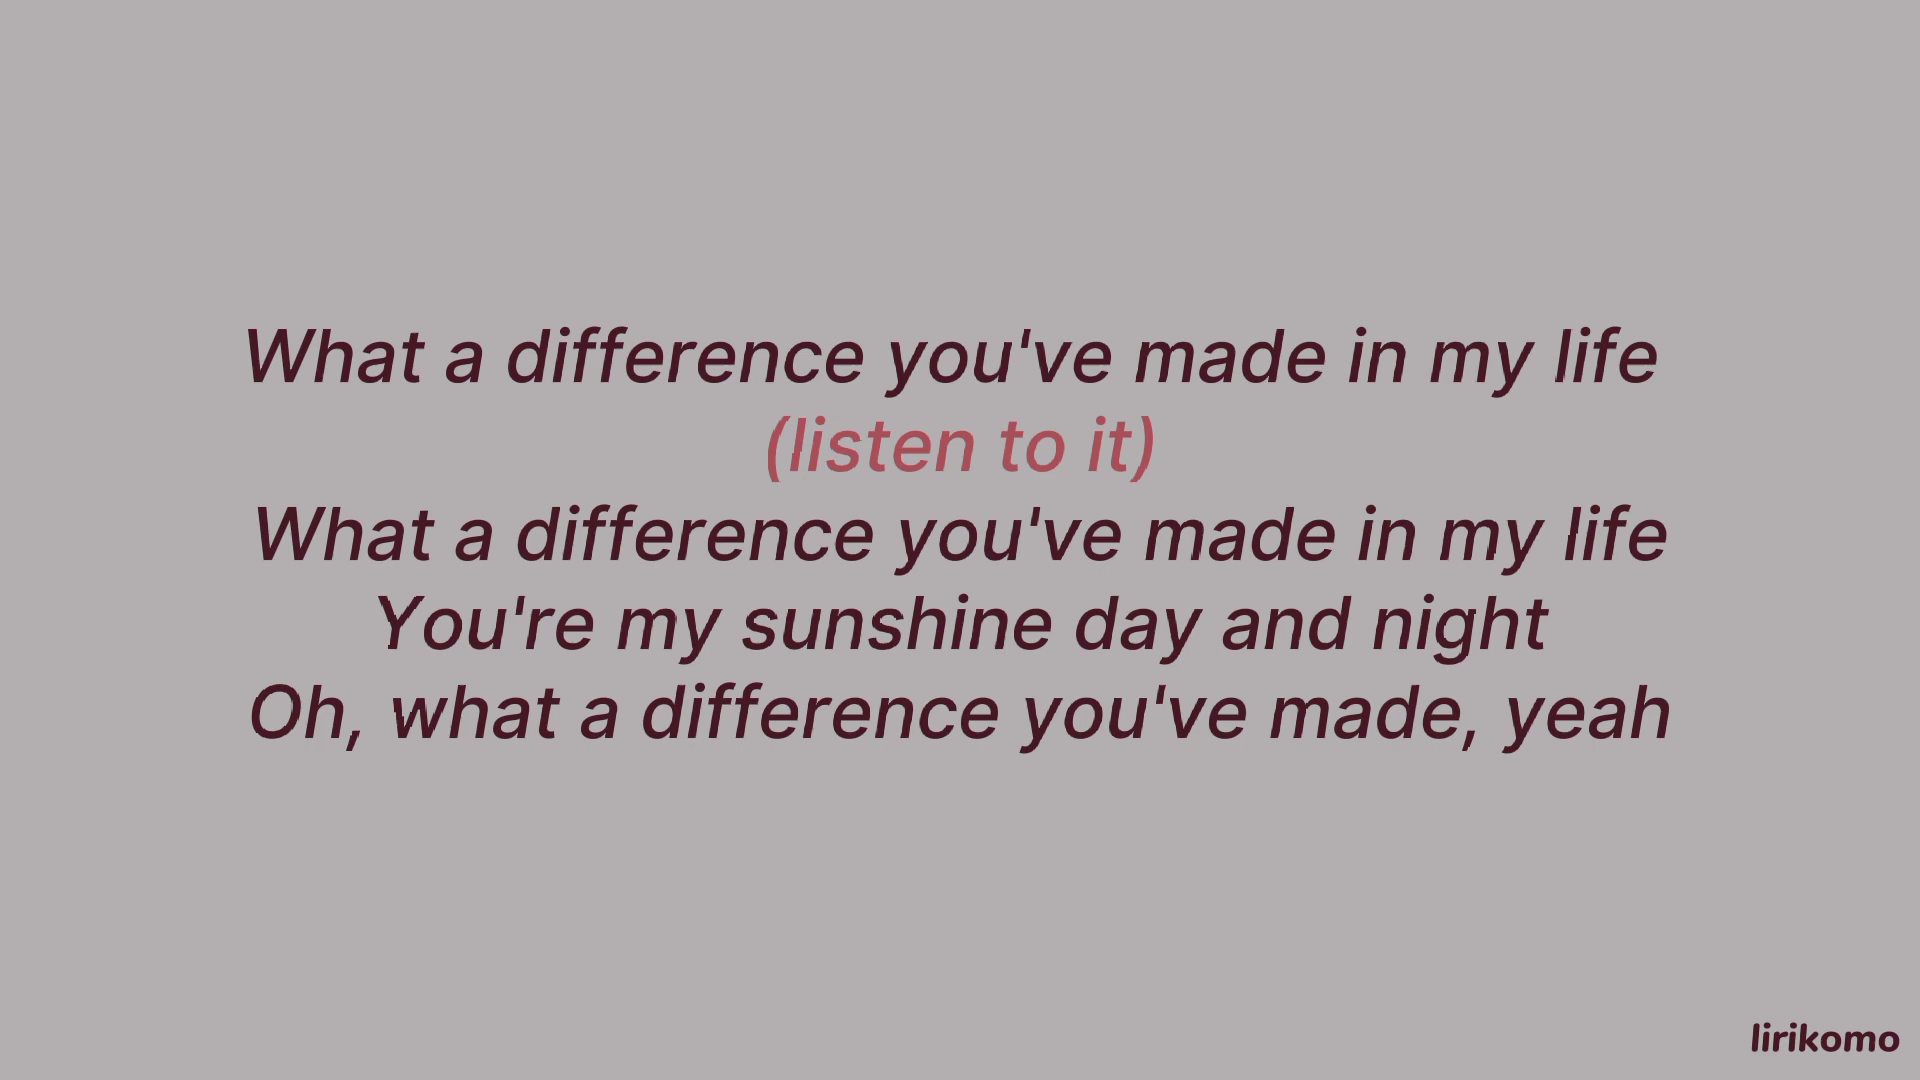 What a difference you've made in my life
(listen to it)
What a difference you've made in my life
You're my sunshine day and night
Oh, what a difference you've made, yeah
lirikomo